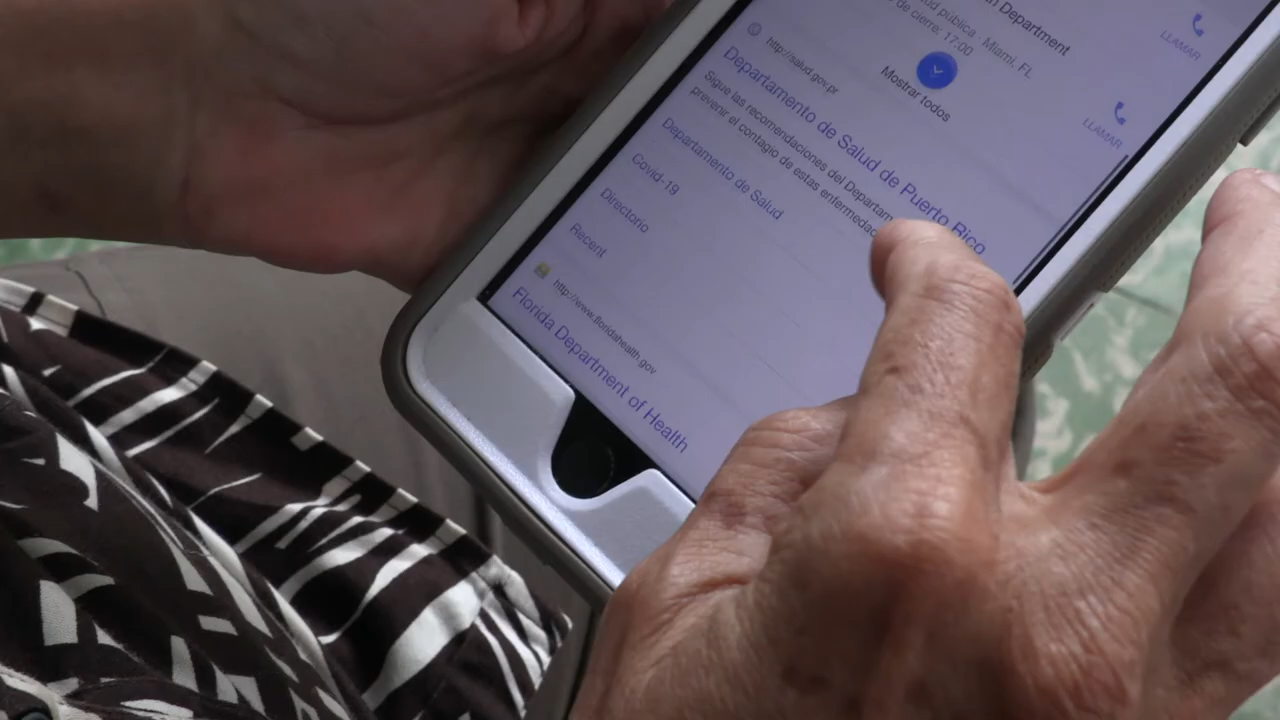 Department
pública · Miami, FL
de cierre: 17:00
LLAMAR
Mostrar todos
LLAMAR
http://salud.gov.pr
Departamento de Salud de Puerto Rico
Sigue las recomendaciones del
prevenir el contagio de estas
Departamento de Salud
Covid-19
Directorio
Recent
http://www.floridahealth.gov
Florida Department of Health